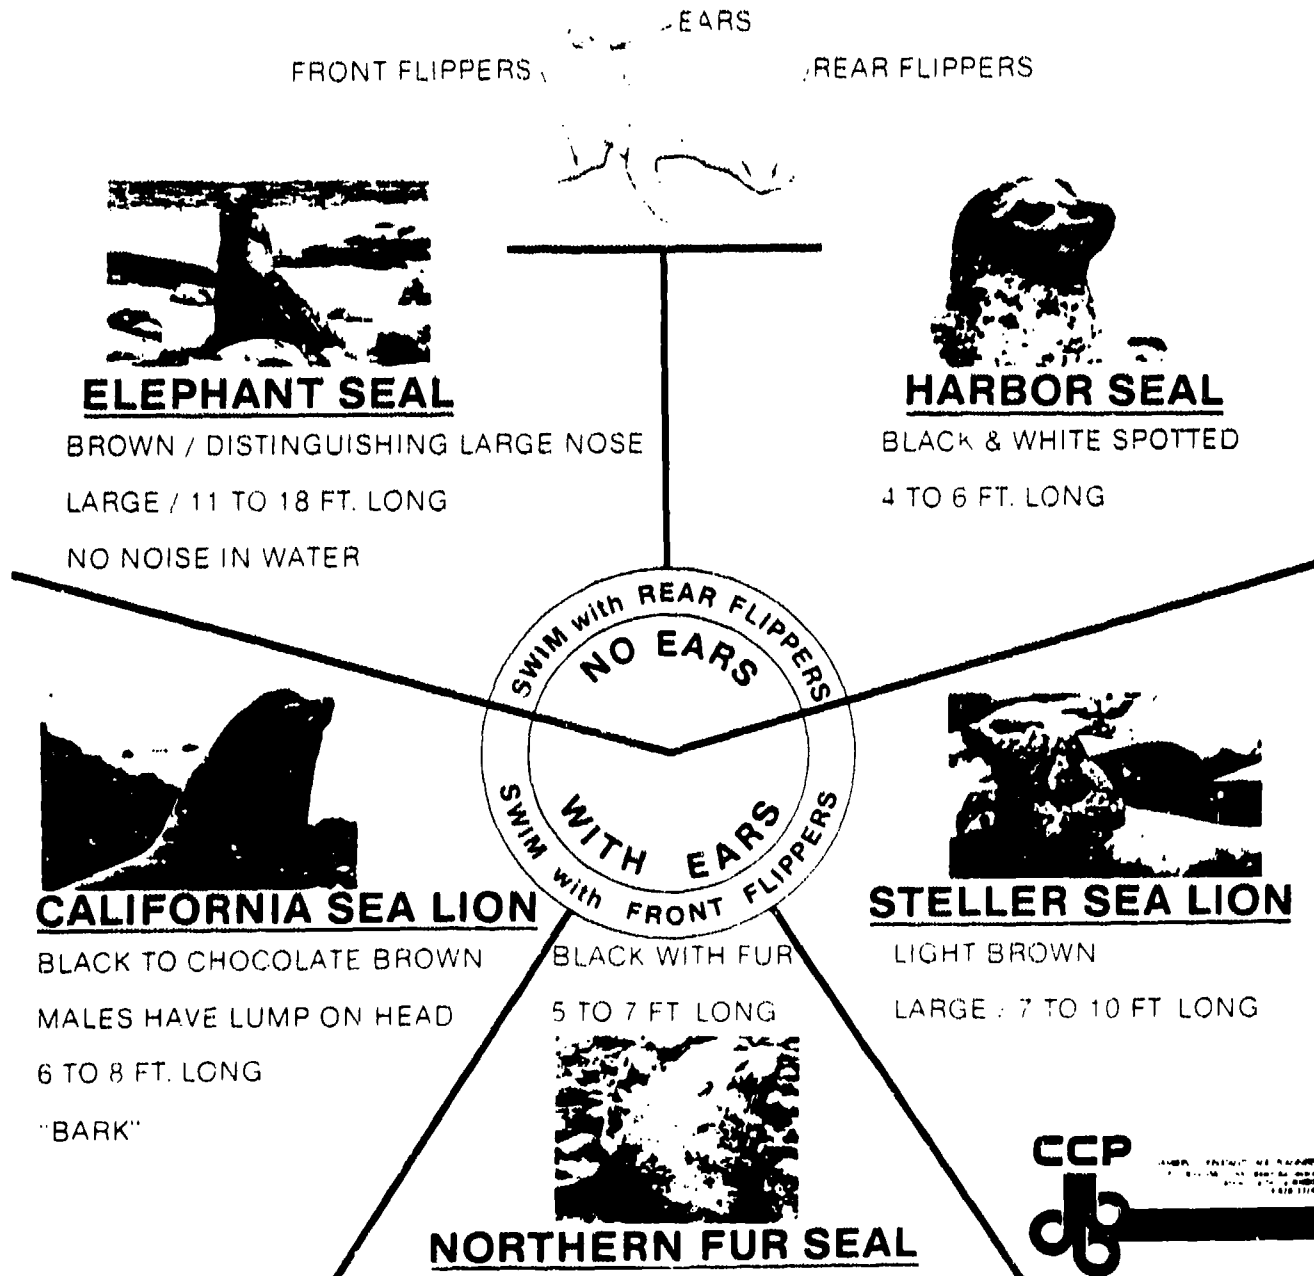 EARS
FRONT FLIPPERS
REAR FLIPPERS
ELEPHANT SEAL
BROWN / DISTINGUISHING LARGE NOSE
LARGE / 11 TO 18 FT. LONG
NO NOISE IN WATER
HARBOR SEAL
BLACK & WHITE SPOTTED
4 TO 6 FT. LONG
SWIM with REAR FLIPPERS
NO EARS
WITH EARS
SWIM with FRONT FLIPPERS
CALIFORNIA SEA LION
BLACK TO CHOCOLATE BROWN
MALES HAVE LUMP ON HEAD
6 TO 8 FT. LONG
"BARK"
BLACK WITH FUR
5 TO 7 FT LONG
NORTHERN FUR SEAL
STELLER SEA LION
LIGHT BROWN
LARGE / 7 TO 10 FT LONG
CCP